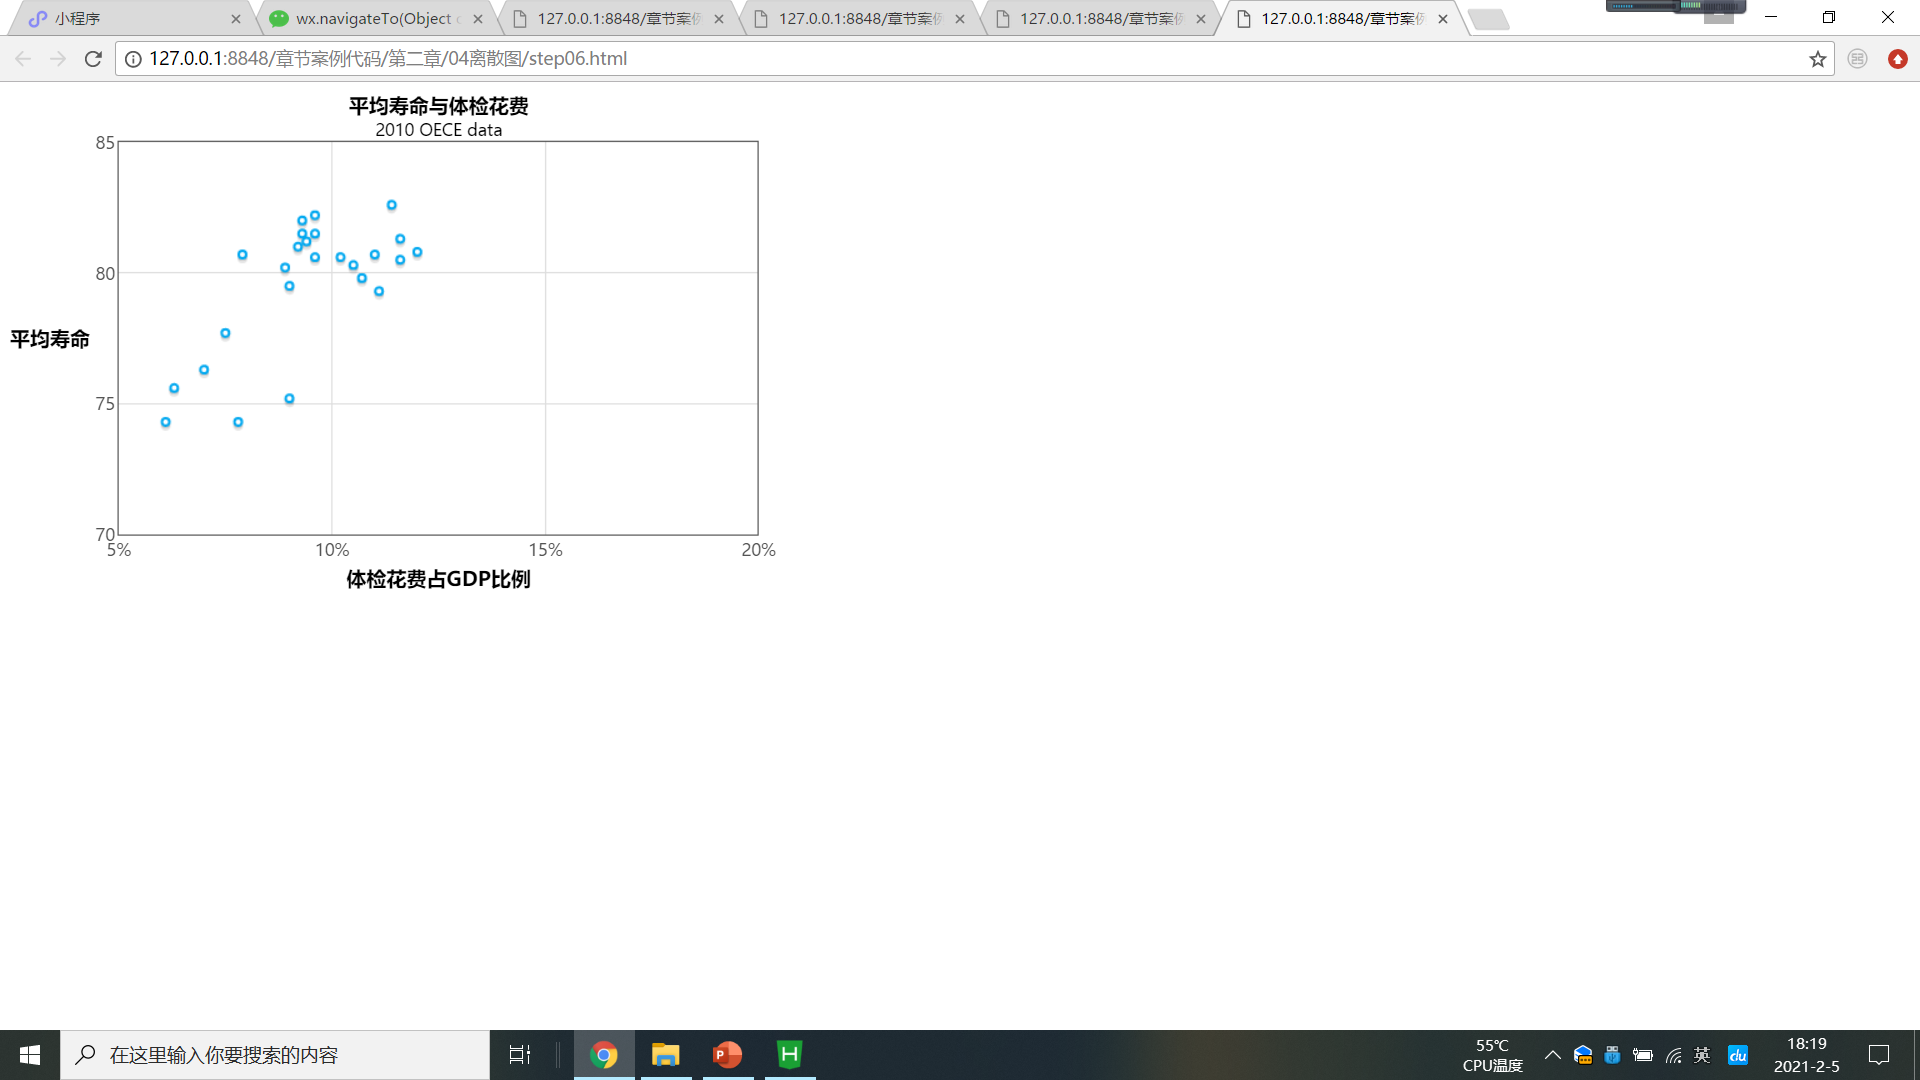 小程序
wx.navigateTo(Object
127.0.0.1:8848/章节案例
127.0.0.1:8848/章节案例
127.0.0.1:8848/章节案例
127.0.0.1:8848/章节案例
127.0.0.1:8848/章节案例代码/第二章/04离散图/step06.html
平均寿命与体检花费
2010 OECE data
85
80
平均寿命
75
70
5% 10% 15% 20%
体检花费占GDP比例
在这里输入你要搜索的内容
55℃
CPU温度
英
du
18:19
2021-2-5